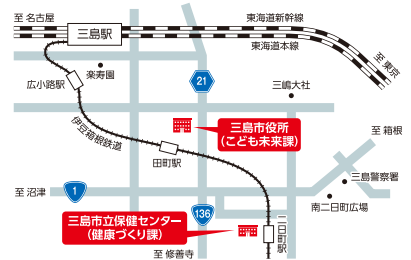 至 名古屋
東海道新幹線
三島駅
東海道本線
至 東京
楽寿園
広小路駅
21
三嶋大社
伊豆箱根鉄道
三島市役所
(こども未来課)
至 箱根
田町駅
三島警察署
至 沼津
1
南二日町広場
136
三島市立保健センター
(健康づくり課)
二日町駅
至 修善寺